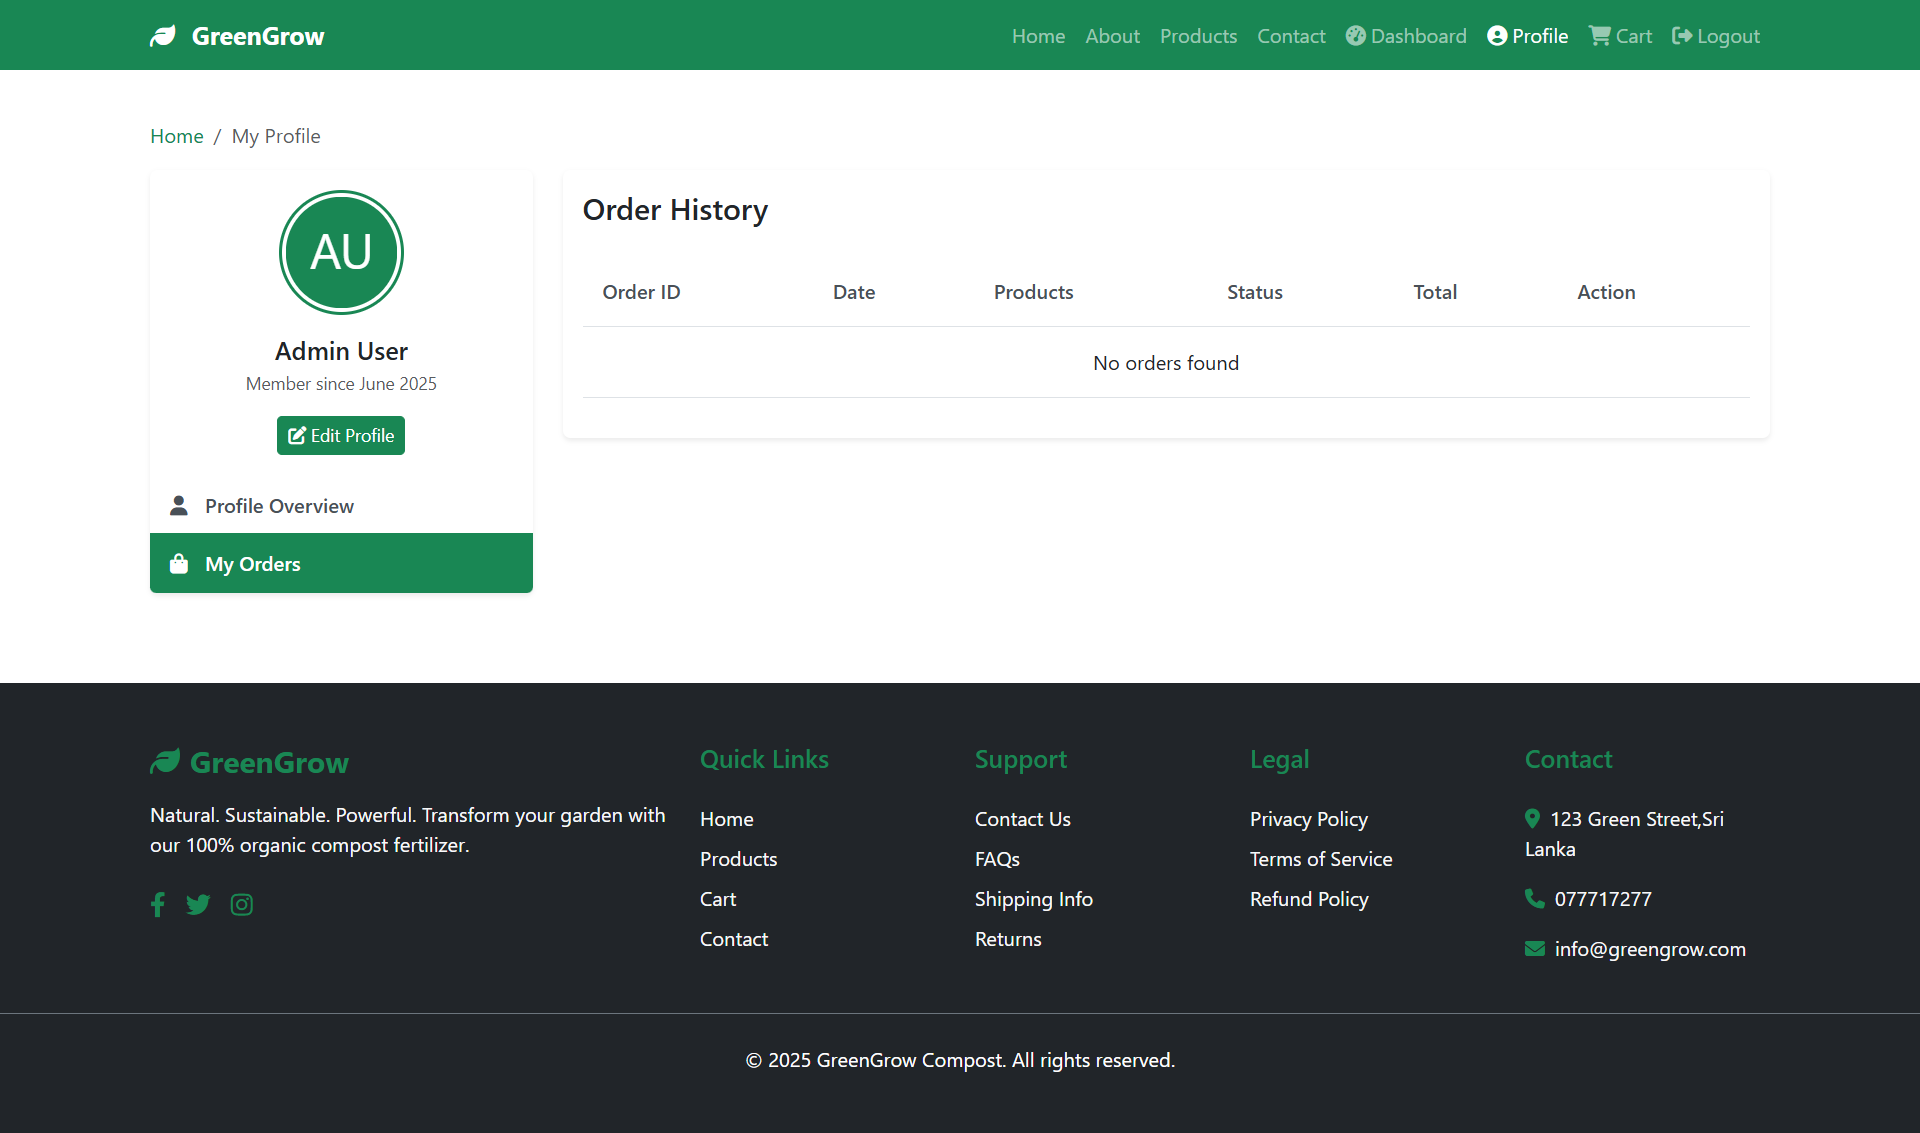 GreenGrow
Home About Products Contact Dashboard Profile Cart Logout
Home / My Profile
AU
Admin User
Member since June 2025
Edit Profile
Profile Overview
My Orders
Order History
Order ID Date Products Status Total Action
No orders found
GreenGrow
Natural. Sustainable. Powerful. Transform your garden with
our 100% organic compost fertilizer.
Quick Links
Home
Products
Cart
Contact
Support
Contact Us
FAQs
Shipping Info
Returns
Legal
Privacy Policy
Terms of Service
Refund Policy
Contact
123 Green Street,Sri
Lanka
077717277
info@greengrow.com
© 2025 GreenGrow Compost. All rights reserved.